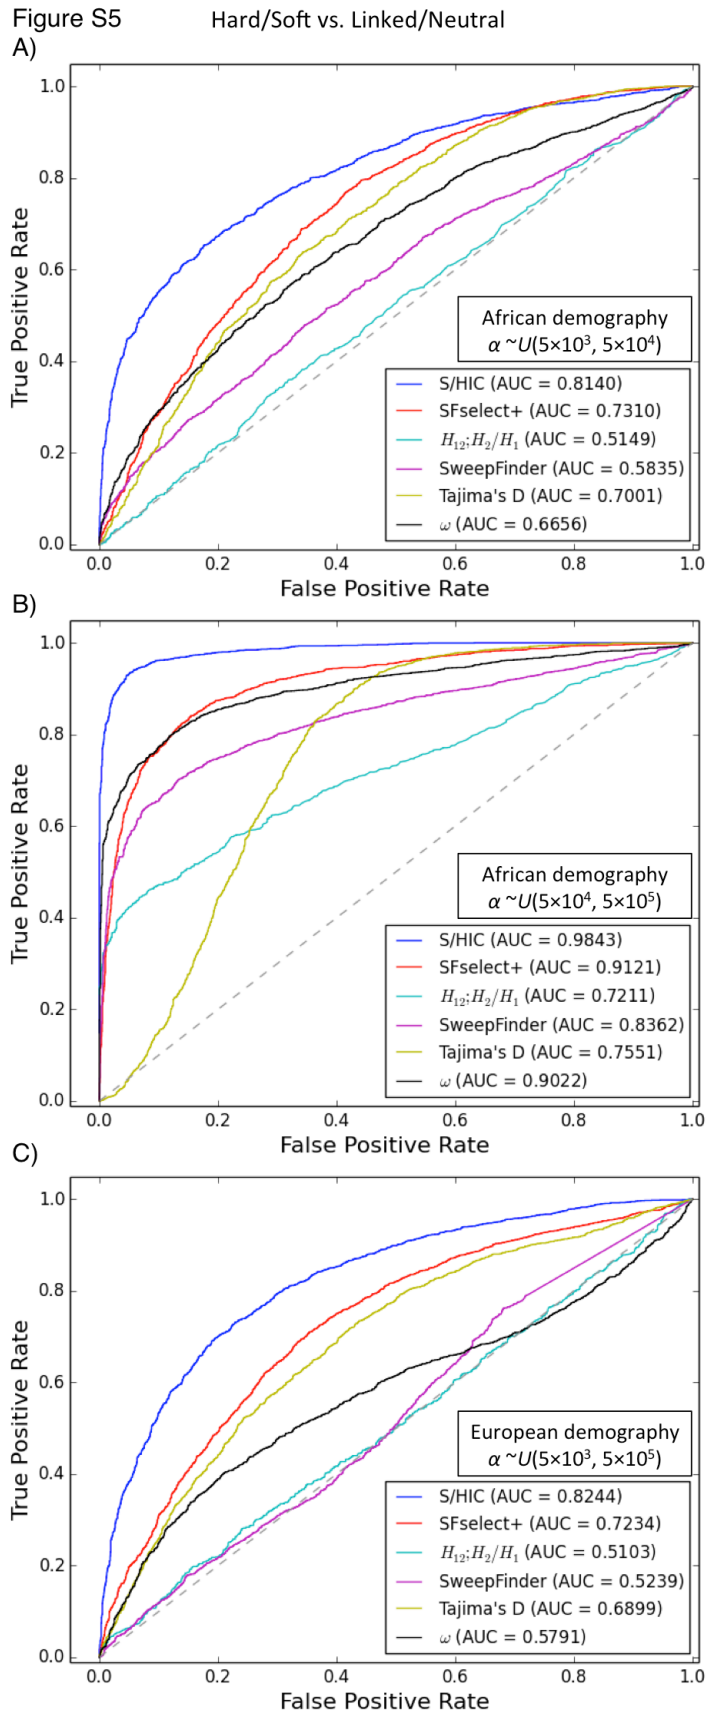 Figure S5 Hard/Soft vs. Linked/Neutral
A)
1.0
0.8
0.6
0.4
0.2
0.0
True Positive Rate
African demography
α ~U(5×10³, 5×10⁴)
S/HIC (AUC = 0.8140)
SFselect+ (AUC = 0.7310)
H₁₂;H₂/H₁ (AUC = 0.5149)
SweepFinder (AUC = 0.5835)
Tajima's D (AUC = 0.7001)
ω (AUC = 0.6656)
0.0 0.2 0.4 0.6 0.8 1.0
False Positive Rate
B)
1.0
0.8
0.6
0.4
0.2
0.0
True Positive Rate
African demography
α ~U(5×10⁴, 5×10⁵)
S/HIC (AUC = 0.9843)
SFselect+ (AUC = 0.9121)
H₁₂;H₂/H₁ (AUC = 0.7211)
SweepFinder (AUC = 0.8362)
Tajima's D (AUC = 0.7551)
ω (AUC = 0.9022)
0.0 0.2 0.4 0.6 0.8 1.0
False Positive Rate
C)
1.0
0.8
0.6
0.4
0.2
0.0
True Positive Rate
European demography
α ~U(5×10³, 5×10⁵)
S/HIC (AUC = 0.8244)
SFselect+ (AUC = 0.7234)
H₁₂;H₂/H₁ (AUC = 0.5103)
SweepFinder (AUC = 0.5239)
Tajima's D (AUC = 0.6899)
ω (AUC = 0.5791)
0.0 0.2 0.4 0.6 0.8 1.0
False Positive Rate